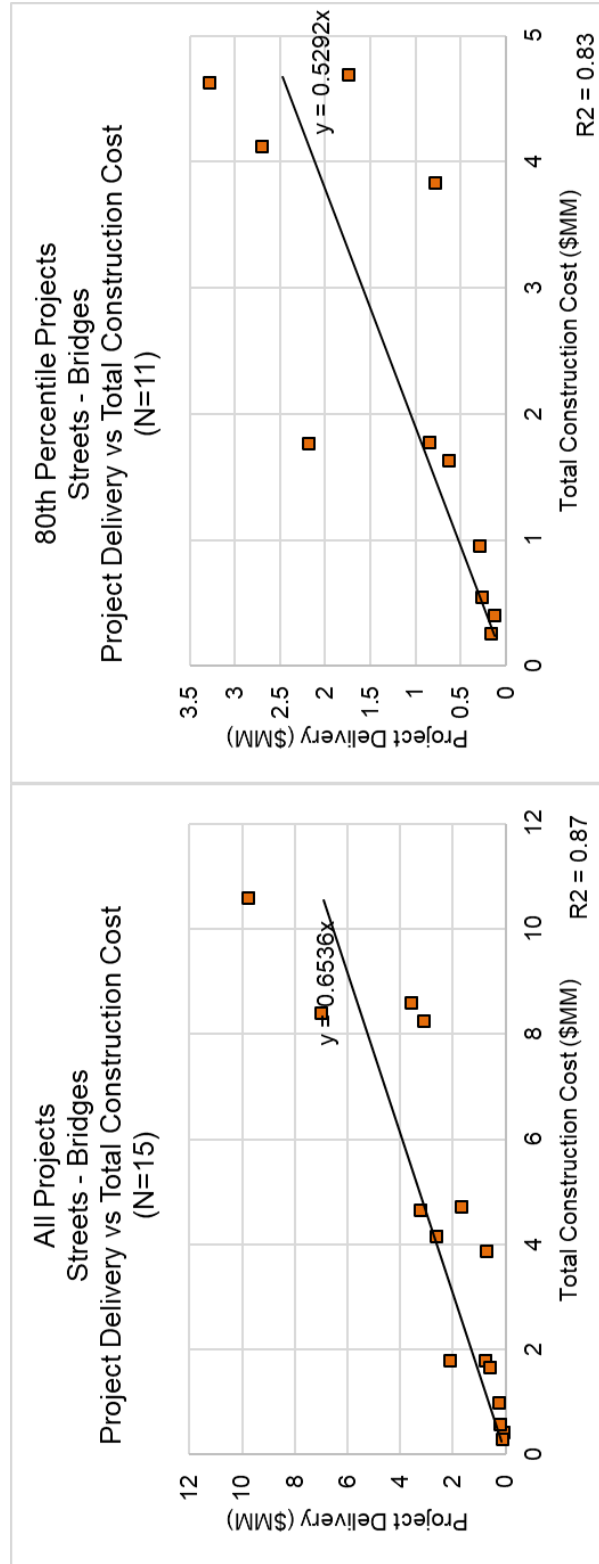 All Projects
Streets - Bridges
Project Delivery vs Total Construction Cost
(N=15)
12
10
8
6
4
2
0
Project Delivery ($MM)
y = 0.6536x
0
2
4
6
8
10
12
Total Construction Cost ($MM)
R2 = 0.87
80th Percentile Projects
Streets - Bridges
Project Delivery vs Total Construction Cost
(N=11)
3.5
3
2.5
2
1.5
1
0.5
0
Project Delivery ($MM)
y = 0.5292x
0
1
2
3
4
5
Total Construction Cost ($MM)
R2 = 0.83